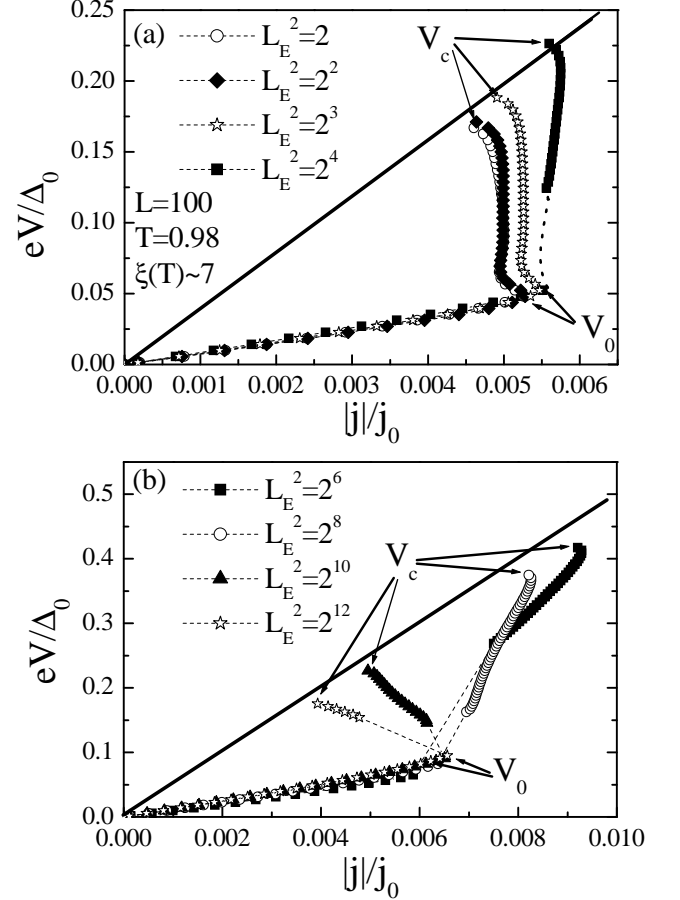 (a)
L_E^2=2
L_E^2=2^2
L_E^2=2^3
L_E^2=2^4
L=100
T=0.98
ξ(T)~7
V_c
V_0
0.25
0.20
0.15
0.10
0.05
0.00
eV/Δ_0
0.000 0.001 0.002 0.003 0.004 0.005 0.006
|j|/j_0
(b)
L_E^2=2^6
L_E^2=2^8
L_E^2=2^10
L_E^2=2^12
V_c
V_0
0.5
0.4
0.3
0.2
0.1
0.0
eV/Δ_0
0.000 0.002 0.004 0.006 0.008 0.010
|j|/j_0